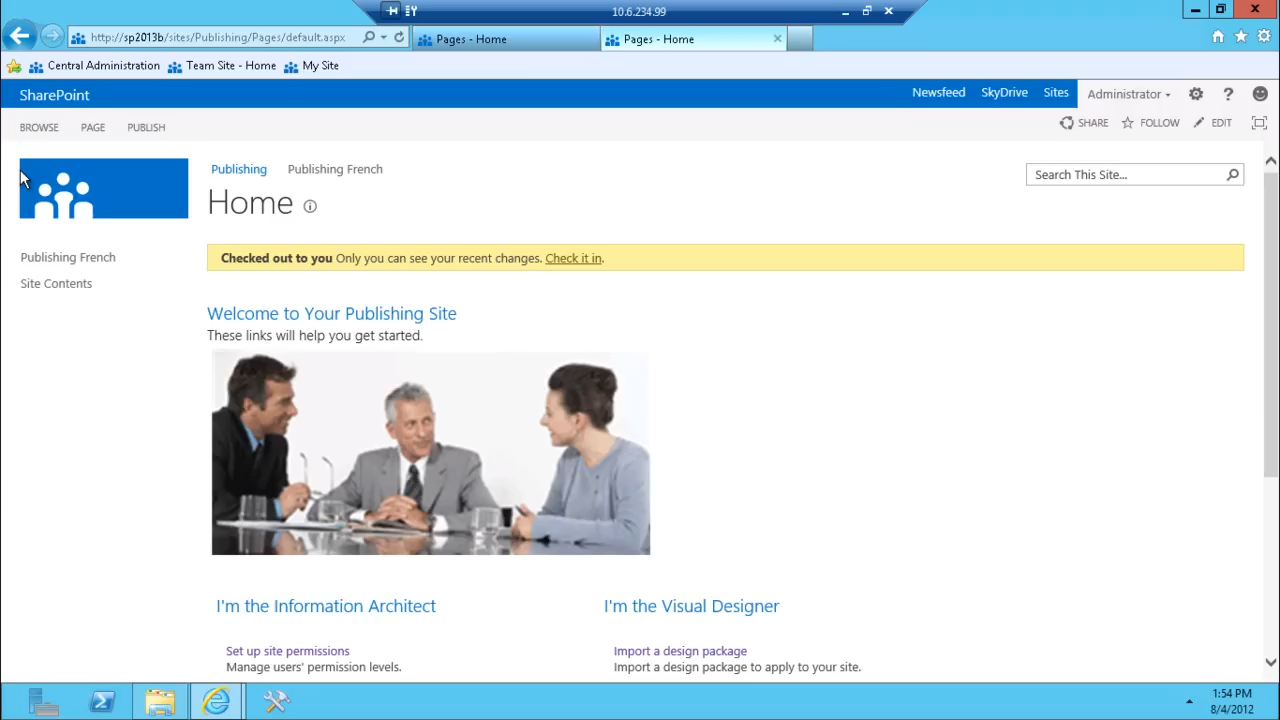 10.6.234.99
http://sp2013b/sites/Publishing/Pages/default.aspx
Pages - Home
Pages - Home
Central Administration
Team Site - Home
My Site
SharePoint
Newsfeed
SkyDrive
Sites
Administrator
?
BROWSE
PAGE
PUBLISH
SHARE
FOLLOW
EDIT
Publishing
Publishing French
Search This Site...
Home
Publishing French
Site Contents
Checked out to you Only you can see your recent changes. Check it in.
Welcome to Your Publishing Site
These links will help you get started.
I'm the Information Architect
I'm the Visual Designer
Set up site permissions
Manage users' permission levels.
Import a design package
Import a design package to apply to your site.
1:54 PM
8/4/2012